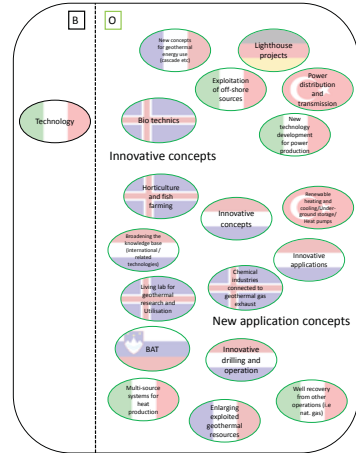 B
O
New concepts
for geothermal
energy use
(cascade etc)
Lighthouse
projects
Exploitation
of off-shore
sources
Power
distribution
and
transmission
Technology
Bio technics
New
technology
development
for power
production
Innovative concepts
Horticulture
and fish
farming
Innovative
concepts
Renewable
heating and
cooling/Under-
ground storage/
Heat pumps
Broadening the
knowledge base
(international /
related
technologies)
Innovative
applications
Living lab for
geothermal
research and
Utilisation
Chemical
industries
connected to
geothermal gas
exhaust
New application concepts
BAT
Innovative
drilling and
operation
Multi-source
systems for
heat
production
Enlarging
exploited
geothermal
resources
Well recovery
from other
operations (i.e
nat. gas)